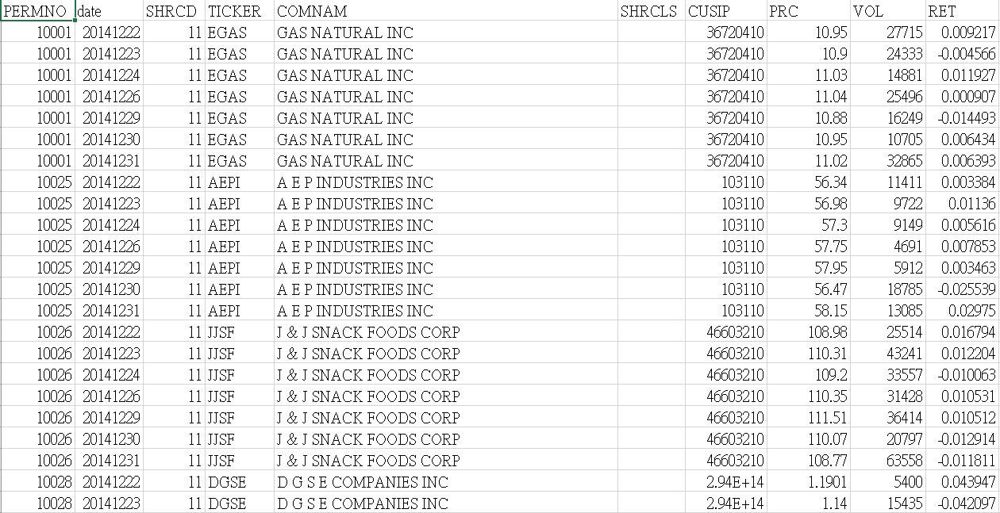 PERMNO date SHRCD TICKER COMNAM SHRCLS CUSIP PRC VOL RET
10001 20141222 11 EGAS GAS NATURAL INC 36720410 10.95 27715 0.009217
10001 20141223 11 EGAS GAS NATURAL INC 36720410 10.9 24333 -0.004566
10001 20141224 11 EGAS GAS NATURAL INC 36720410 11.03 14881 0.011927
10001 20141226 11 EGAS GAS NATURAL INC 36720410 11.04 25496 0.000907
10001 20141229 11 EGAS GAS NATURAL INC 36720410 10.88 16249 -0.014493
10001 20141230 11 EGAS GAS NATURAL INC 36720410 10.95 10705 0.006434
10001 20141231 11 EGAS GAS NATURAL INC 36720410 11.02 32865 0.006393
10025 20141222 11 AEPI A E P INDUSTRIES INC 103110 56.34 11411 0.003384
10025 20141223 11 AEPI A E P INDUSTRIES INC 103110 56.98 9722 0.01136
10025 20141224 11 AEPI A E P INDUSTRIES INC 103110 57.3 9149 0.005616
10025 20141226 11 AEPI A E P INDUSTRIES INC 103110 57.75 4691 0.007853
10025 20141229 11 AEPI A E P INDUSTRIES INC 103110 57.95 5912 0.003463
10025 20141230 11 AEPI A E P INDUSTRIES INC 103110 56.47 18785 -0.025539
10025 20141231 11 AEPI A E P INDUSTRIES INC 103110 58.15 13085 0.02975
10026 20141222 11 JJSF J & J SNACK FOODS CORP 46603210 108.98 25514 0.016794
10026 20141223 11 JJSF J & J SNACK FOODS CORP 46603210 110.31 43241 0.012204
10026 20141224 11 JJSF J & J SNACK FOODS CORP 46603210 109.2 33557 -0.010063
10026 20141226 11 JJSF J & J SNACK FOODS CORP 46603210 110.35 31428 0.010531
10026 20141229 11 JJSF J & J SNACK FOODS CORP 46603210 111.51 36414 0.010512
10026 20141230 11 JJSF J & J SNACK FOODS CORP 46603210 110.07 20797 -0.012914
10026 20141231 11 JJSF J & J SNACK FOODS CORP 46603210 108.77 63558 -0.011811
10028 20141222 11 DGSE D G S E COMPANIES INC 2.94E+14 1.1901 5400 0.043947
10028 20141223 11 DGSE D G S E COMPANIES INC 2.94E+14 1.14 15435 -0.042097